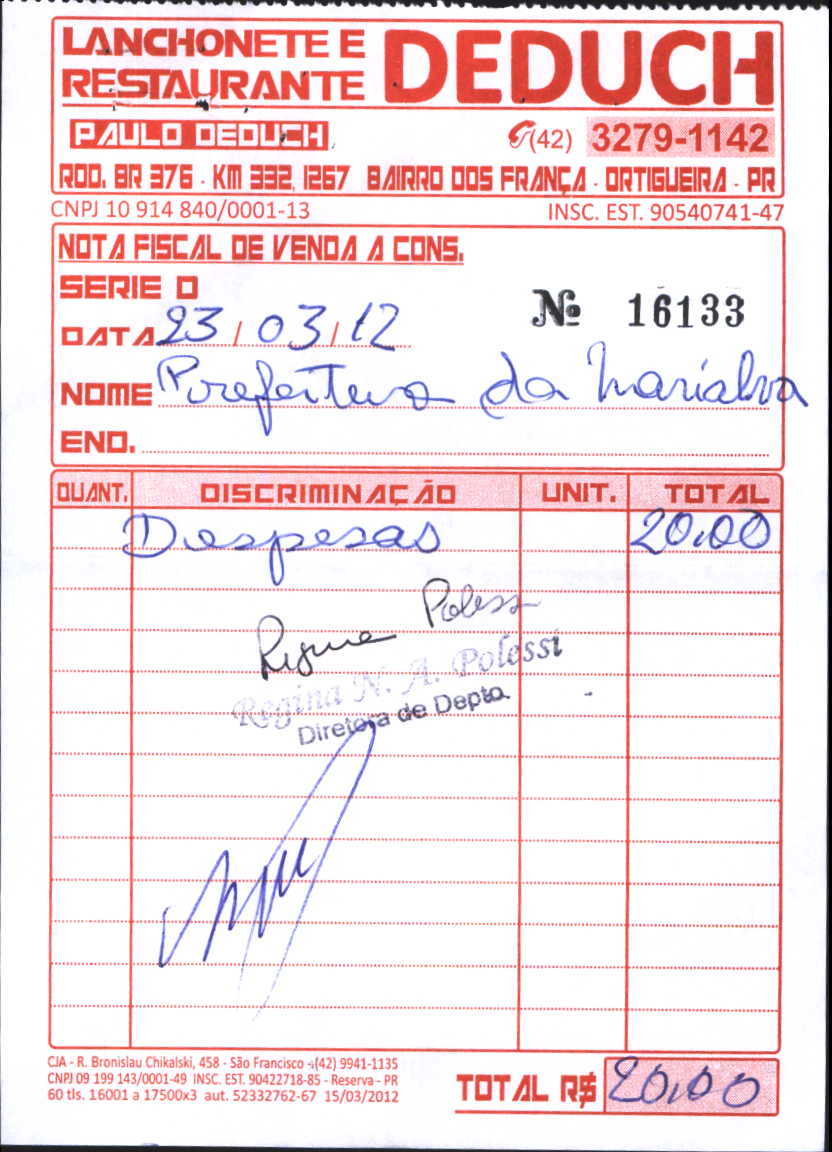 LANCHONETE E
RESTAURANTE
DEDUCH
PAULO DEDUCH
(42) 3279-1142
ROD. BR 376 - KM 332, 1267 BAIRRO DOS FRANÇA - ORTIGUEIRA - PR
CNPJ 10 914 840/0001-13
INSC. EST. 90540741-47
NOTA FISCAL DE VENDA A CONS.
SERIE D
Nº 16133
DATA 23/03/12
NOME Prefeitura da Marialva
END.
QUANT. DISCRIMINAÇÃO UNIT. TOTAL
Despesas 20,00
Regina Poless
Regina N. A. Polessi
Diretora de Depto.
CJA - R. Bronislau Chikalski, 458 - São Francisco - (42) 9941-1135
CNPJ 09 199 143/0001-49 INSC. EST. 90422718-85 - Reserva - PR
60 tls. 16001 a 17500x3 aut. 52332762-67 15/03/2012
TOTAL R$ 20,00